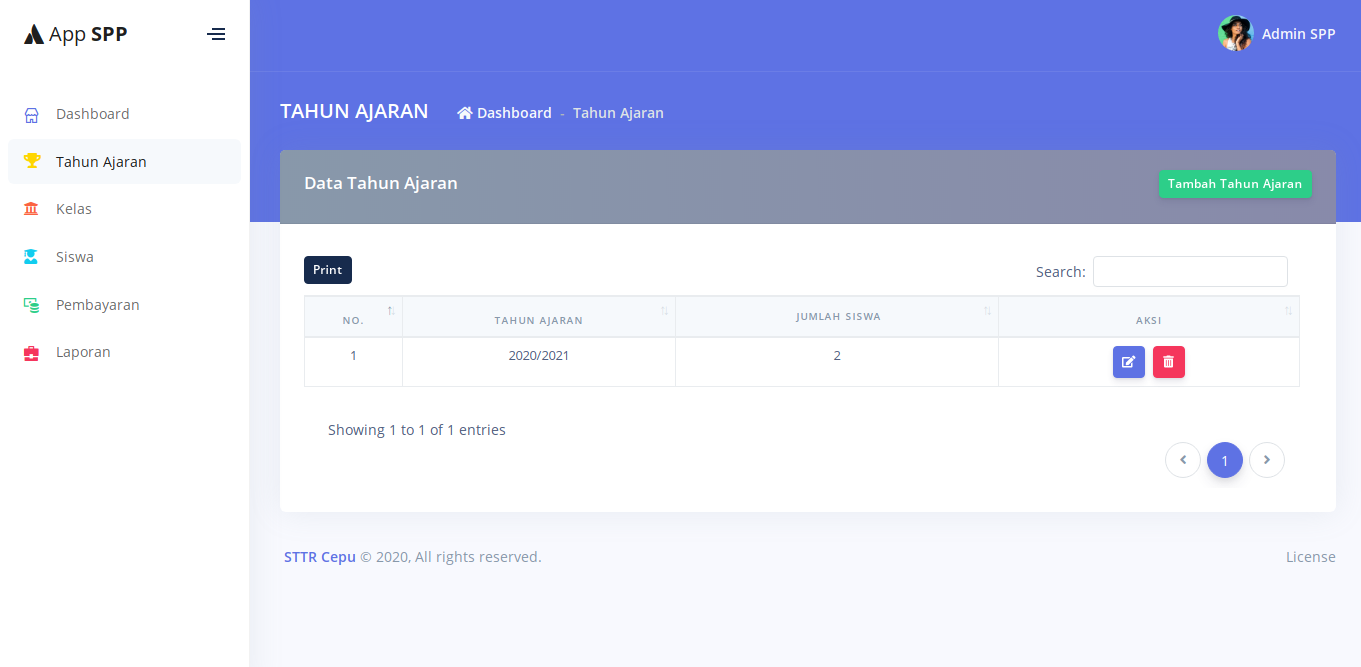 App SPP
Admin SPP
Dashboard
Tahun Ajaran
Kelas
Siswa
Pembayaran
Laporan
TAHUN AJARAN
Dashboard - Tahun Ajaran
Data Tahun Ajaran
Tambah Tahun Ajaran
Print
Search:
NO. TAHUN AJARAN JUMLAH SISWA AKSI
1 2020/2021 2
Showing 1 to 1 of 1 entries
1
STTR Cepu © 2020, All rights reserved.
License